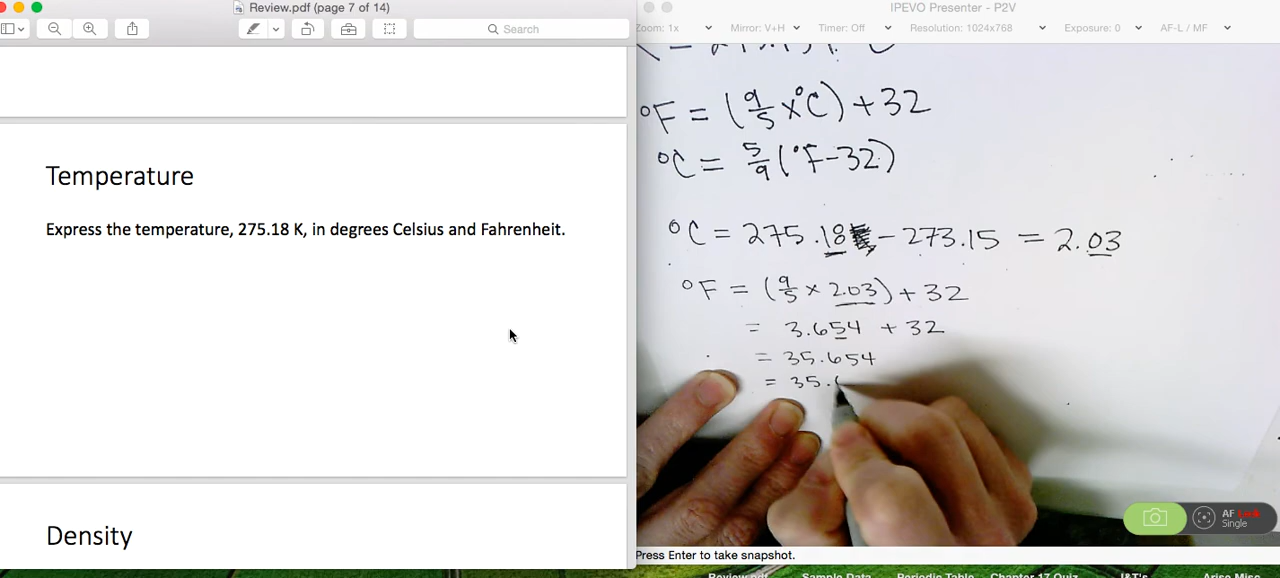 Review.pdf (page 7 of 14)
Search
Temperature
Express the temperature, 275.18 K, in degrees Celsius and Fahrenheit.
Density
IPEVO Presenter - P2V
Zoom: 1x
Mirror: V+H
Timer: Off
Resolution: 1024x768
Exposure: 0
AF-L / MF
°F = (9/5 x °C) + 32
°C = 5/9 (°F - 32)
°C = 275.18 - 273.15 = 2.03
°F = (9/5 x 2.03) + 32
= 3.654 + 32
= 35.654
= 35.
AF
Single
Press Enter to take snapshot.
Review.pdf
Sample Data
Periodic Table
Chapter 17 Quiz
J&T's
Arise Misc